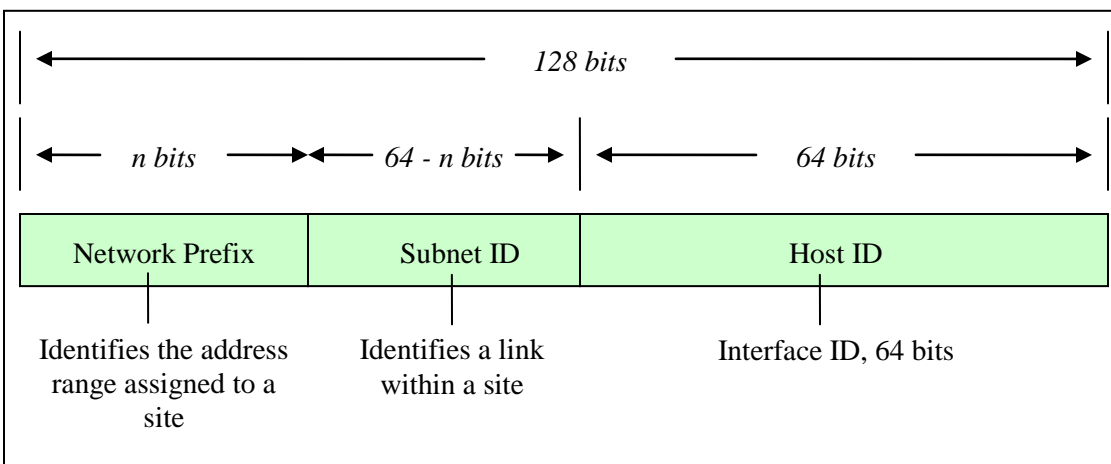 128 bits
n bits
64 - n bits
64 bits
Network Prefix
Subnet ID
Host ID
Identifies the address
range assigned to a
site
Identifies a link
within a site
Interface ID, 64 bits